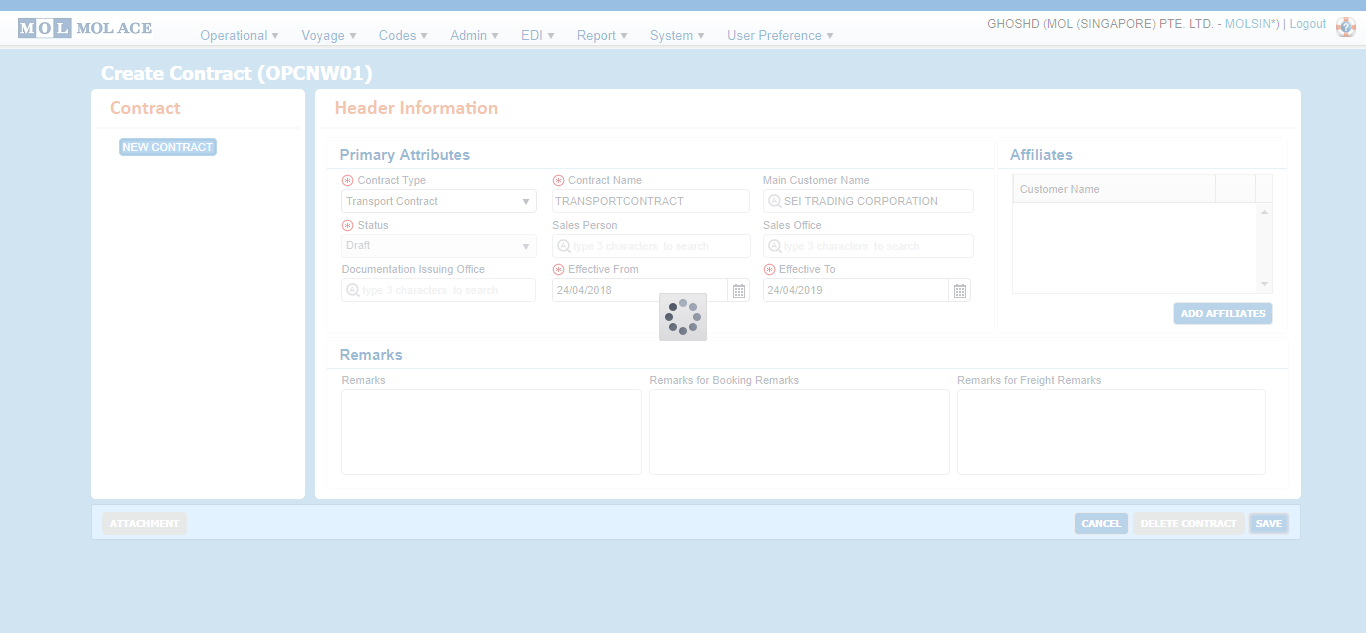 MOL MOL ACE
Operational ▼ Voyage ▼ Codes ▼ Admin ▼ EDI ▼ Report ▼ System ▼ User Preference ▼
GHOSHD (MOL (SINGAPORE) PTE. LTD. - MOLSIN*) | Logout
Create Contract (OPCNW01)
Contract
NEW CONTRACT
Header Information
Primary Attributes
Contract Type Contract Name Main Customer Name
Transport Contract TRANSPORTCONTRACT SEI TRADING CORPORATION
Status Sales Person Sales Office
Draft type 3 characters to search type 3 characters to search
Documentation Issuing Office Effective From Effective To
type 3 characters to search 24/04/2018 24/04/2019
Affiliates
Customer Name
ADD AFFILIATES
Remarks
Remarks Remarks for Booking Remarks Remarks for Freight Remarks
ATTACHMENT CANCEL DELETE CONTRACT SAVE